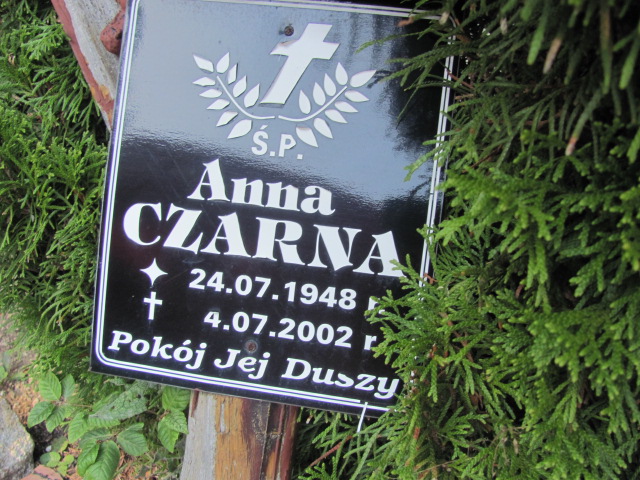 Ś.P.
Anna
CZARNA
24.07.1948 r
4.07.2002 r
Pokój Jej Duszy